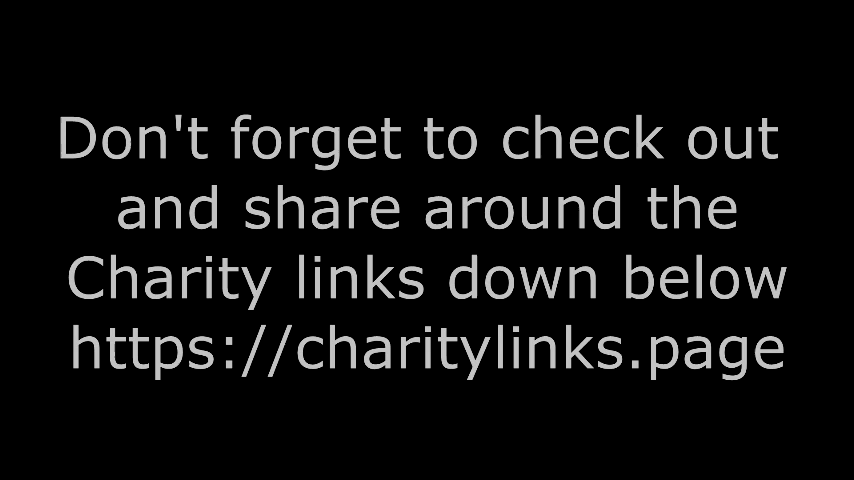 Don't forget to check out
and share around the
Charity links down below
https://charitylinks.page